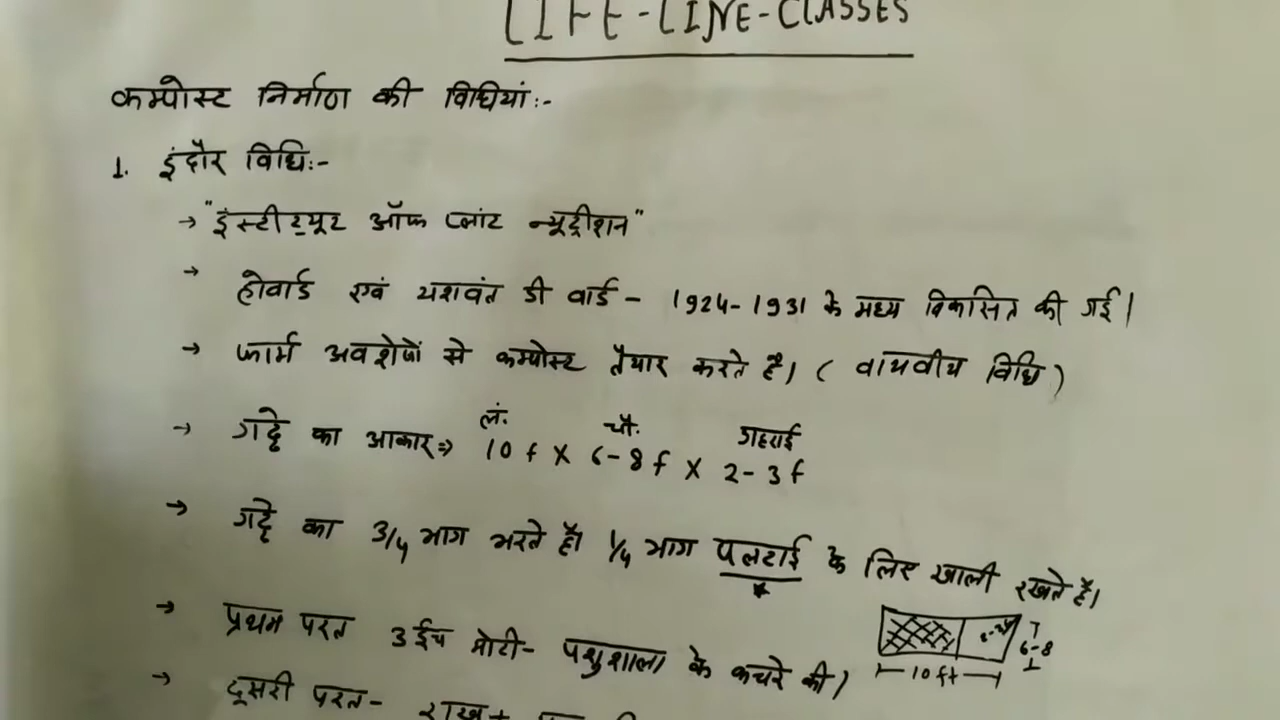 LIFE-LINE-CLASSES
कम्पोस्ट निर्माण की विधियां:-
1. इंदौर विधि:-
→ "इंस्टीट्यूट ऑफ प्लांट न्यूट्रीशन"
→ होवार्ड एवं यशवंत डी वार्ड - 1924-1931 के मध्य विकसित की गई।
→ फार्म अवशेषों से कम्पोस्ट तैयार करते है। ( वायवीय विधि )
लं. चौ. गहराई
→ गड्ढे का आकार ⇒ 10 f X 6-8 f X 2-3 f
→ गड्ढे का 3/4 भाग भरते है। 1/4 भाग पलटाई के लिए खाली रखते है।
→ प्रथम परत 3 ईंच मोटी - पशुशाला के कचरे की।
6-8
10 ft
→ दूसरी परत - राख +